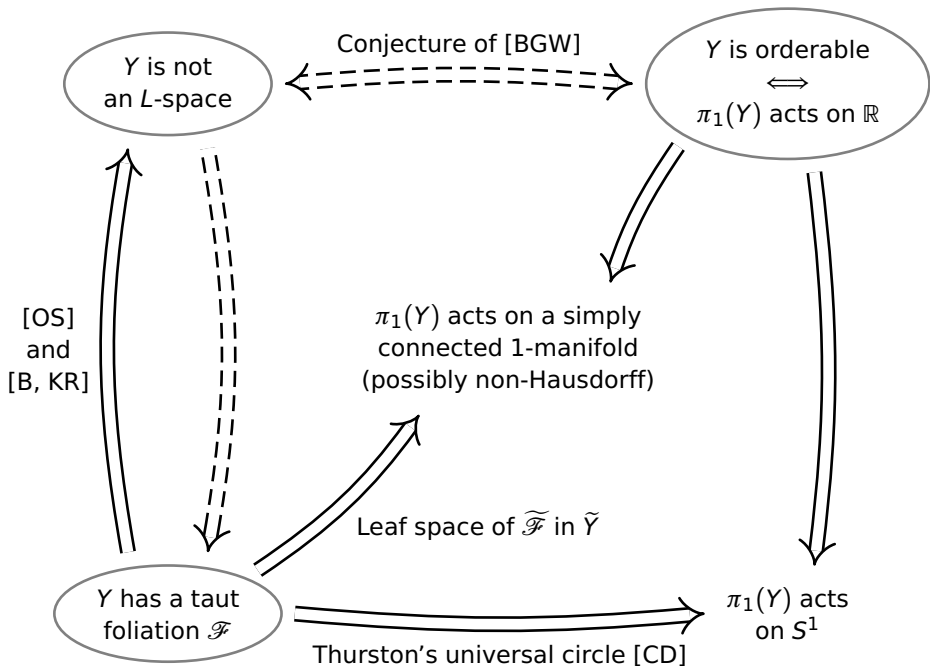 Conjecture of [BGW]
Y is not
an L-space
Y is orderable
⟺
π₁(Y) acts on ℝ
[OS]
and
[B, KR]
π₁(Y) acts on a simply
connected 1-manifold
(possibly non-Hausdorff)
Leaf space of ℱ̃ in Ỹ
Y has a taut
foliation ℱ
π₁(Y) acts
on S¹
Thurston's universal circle [CD]